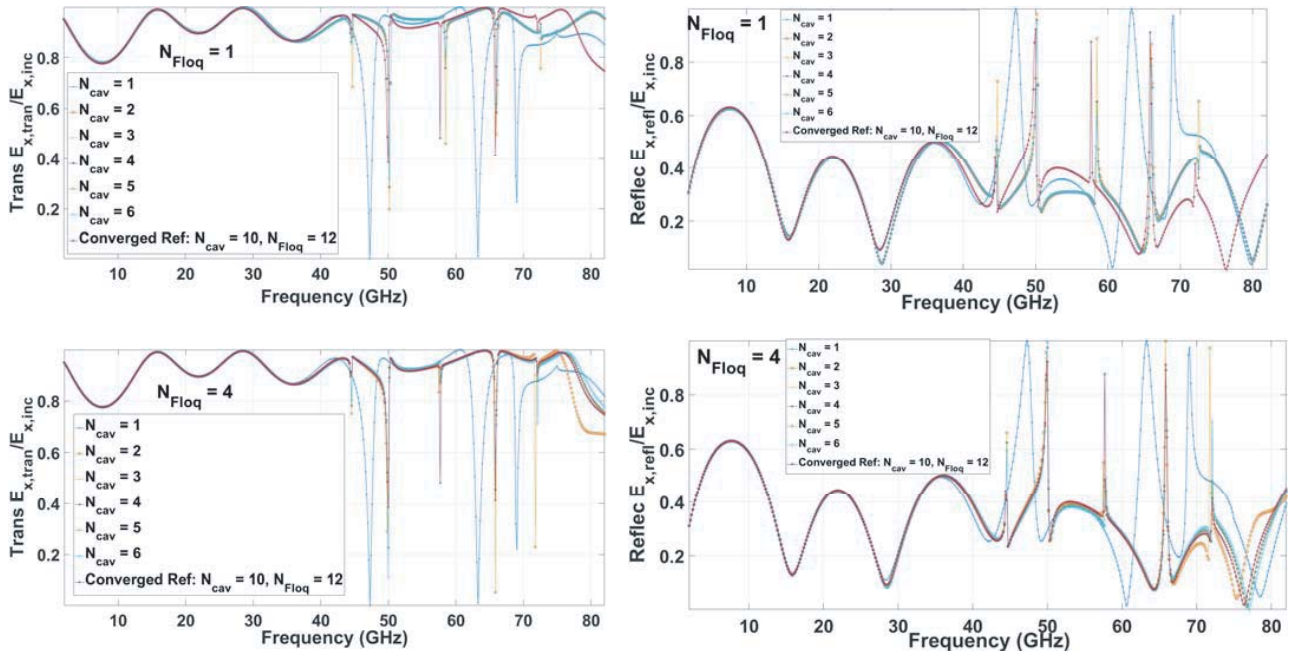 Trans E_x,tran/E_x,inc
0.8
0.6
0.4
0.2
N_Floq = 1
N_cav = 1
N_cav = 2
N_cav = 3
N_cav = 4
N_cav = 5
N_cav = 6
Converged Ref: N_cav = 10, N_Floq = 12
10 20 30 40 50 60 70 80
Frequency (GHz)
Reflec E_x,refl/E_x,inc
0.8
0.6
0.4
0.2
N_Floq = 1
N_cav = 1
N_cav = 2
N_cav = 3
N_cav = 4
N_cav = 5
N_cav = 6
Converged Ref: N_cav = 10, N_Floq = 12
10 20 30 40 50 60 70 80
Frequency (GHz)
Trans E_x,tran/E_x,inc
0.8
0.6
0.4
0.2
N_Floq = 4
N_cav = 1
N_cav = 2
N_cav = 3
N_cav = 4
N_cav = 5
N_cav = 6
Converged Ref: N_cav = 10, N_Floq = 12
10 20 30 40 50 60 70 80
Frequency (GHz)
Reflec E_x,refl/E_x,inc
0.8
0.6
0.4
0.2
N_Floq = 4
N_cav = 1
N_cav = 2
N_cav = 3
N_cav = 4
N_cav = 5
N_cav = 6
Converged Ref: N_cav = 10, N_Floq = 12
10 20 30 40 50 60 70 80
Frequency (GHz)